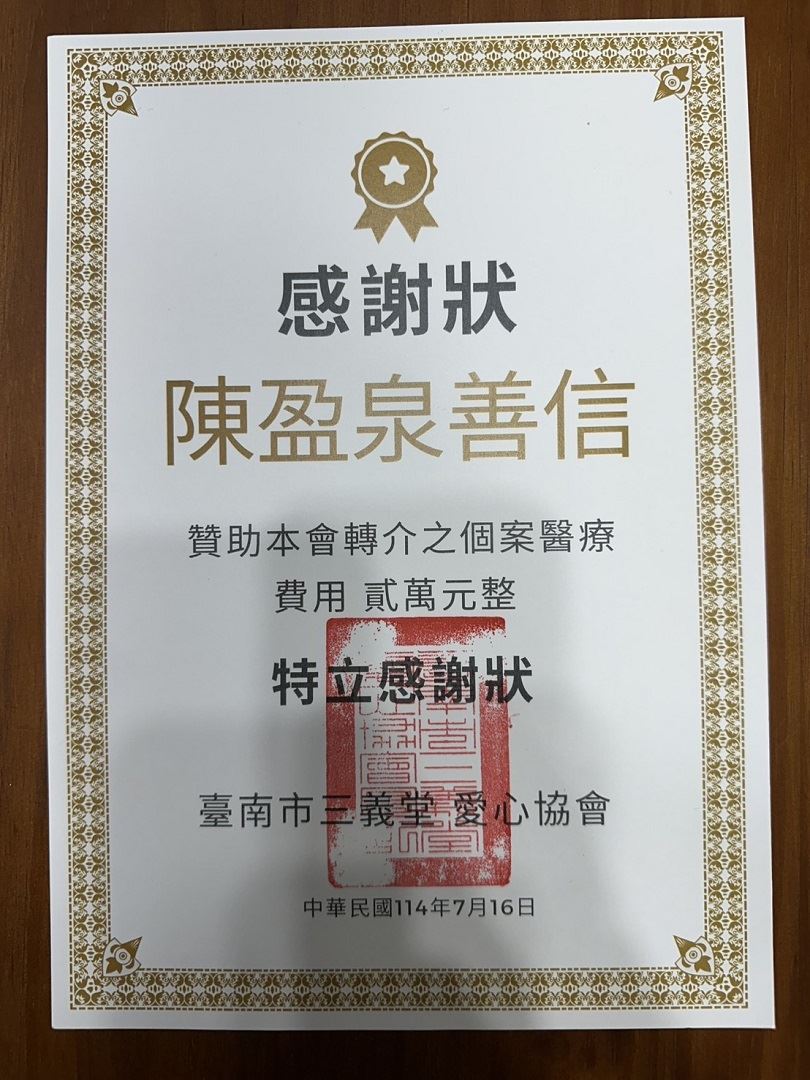 感謝狀
陳盈泉善信
贊助本會轉介之個案醫療
費用 貳萬元整
特立感謝狀
臺南市三義堂 愛心協會
中華民國114年7月16日